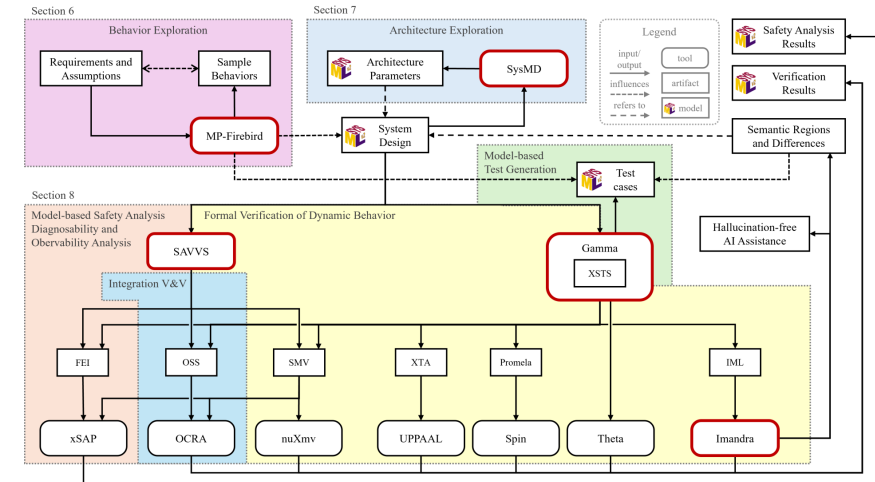 Section 6
Behavior Exploration
Requirements and
Assumptions
Sample
Behaviors
MP-Firebird
Section 7
Architecture Exploration
Architecture
Parameters
SysMD
System
Design
Legend
input/
output
influences
refers to
tool
artifact
model
Safety Analysis
Results
Verification
Results
Semantic Regions
and Differences
Model-based
Test Generation
Test
cases
Hallucination-free
AI Assistance
Section 8
Model-based Safety Analysis
Diagnosability and
Obervability Analysis
Formal Verification of Dynamic Behavior
SAVVS
Gamma
XSTS
Integration V&V
FEI
OSS
SMV
XTA
Promela
IML
xSAP
OCRA
nuXmv
UPPAAL
Spin
Theta
Imandra